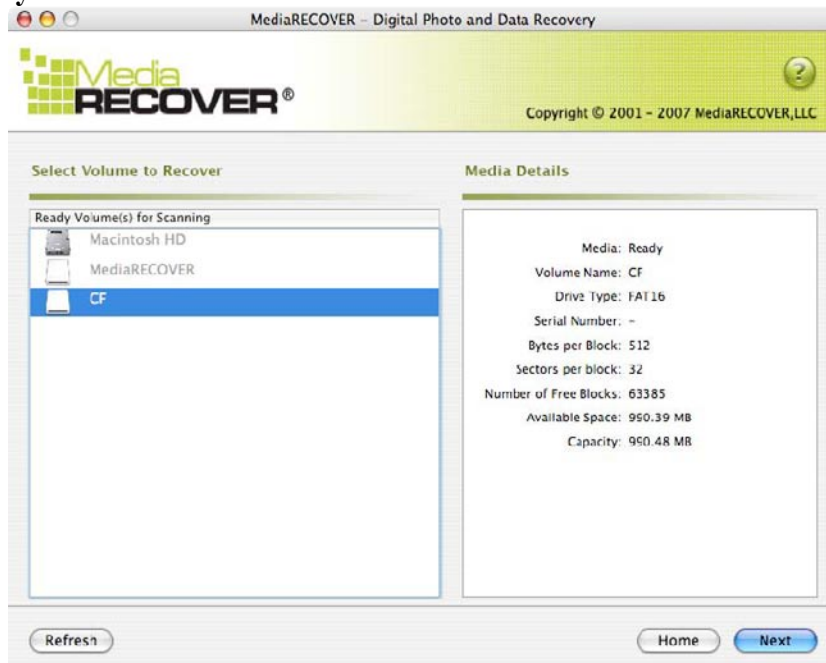 MediaRECOVER – Digital Photo and Data Recovery
Media
RECOVER®
?
Copyright © 2001 – 2007 MediaRECOVER,LLC
Select Volume to Recover
Media Details
Ready Volume(s) for Scanning
Macintosh HD
MediaRECOVER
CF
Media: Ready
Volume Name: CF
Drive Type: FAT16
Serial Number: –
Bytes per Block: 512
Sectors per block: 32
Number of Free Blocks: 63385
Available Space: 990.39 MB
Capacity: 990.48 MB
Refresh
Home
Next